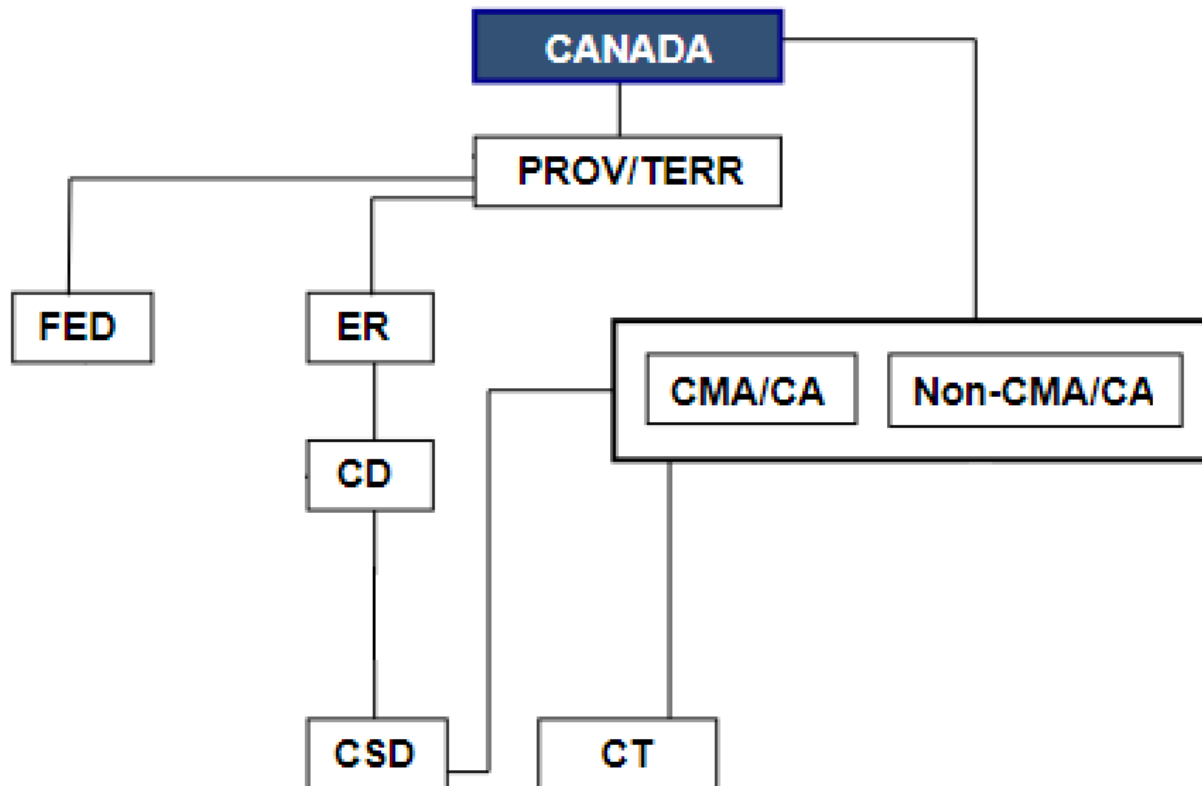 CANADA
PROV/TERR
FED
ER
CMA/CA
Non-CMA/CA
CD
CSD
CT